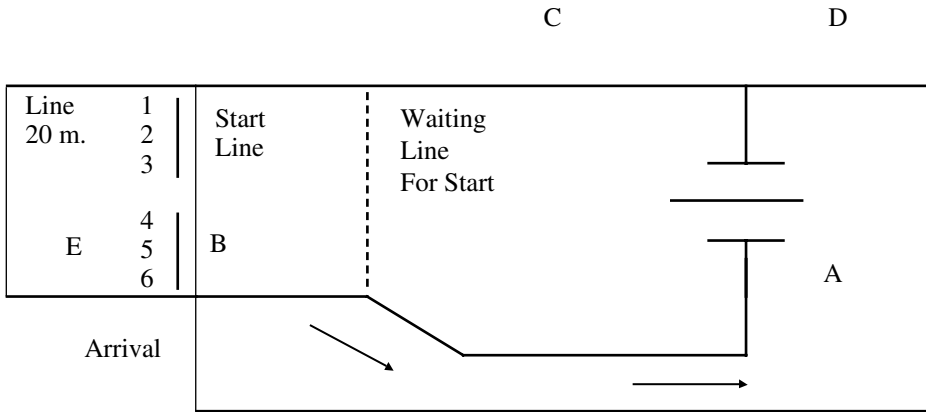 C
D
Line
20 m.
1
2
3
Start
Line
Waiting
Line
For Start
4
5
6
E
B
A
Arrival